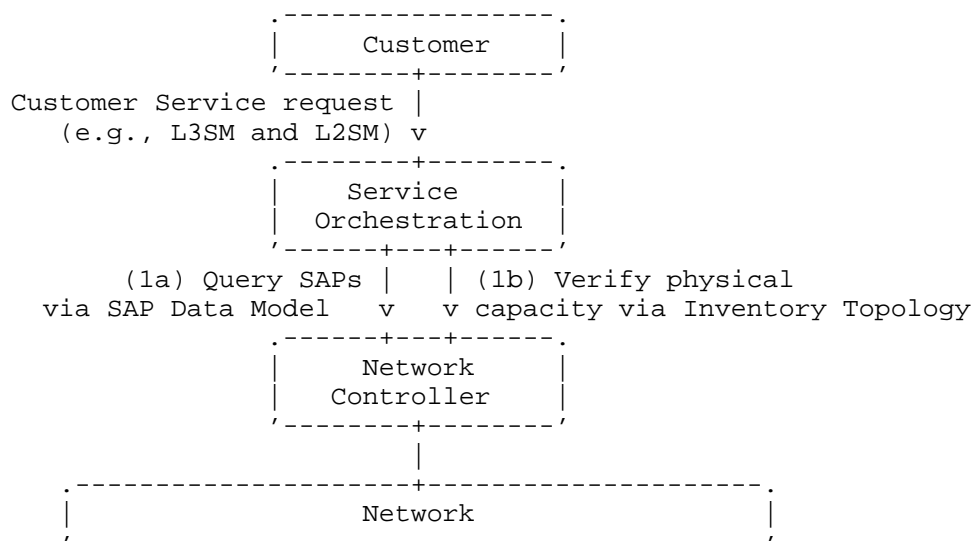 Customer
Customer Service request
(e.g., L3SM and L2SM) v
Service
Orchestration
(1a) Query SAPs | | (1b) Verify physical
via SAP Data Model v v capacity via Inventory Topology
Network
Controller
Network